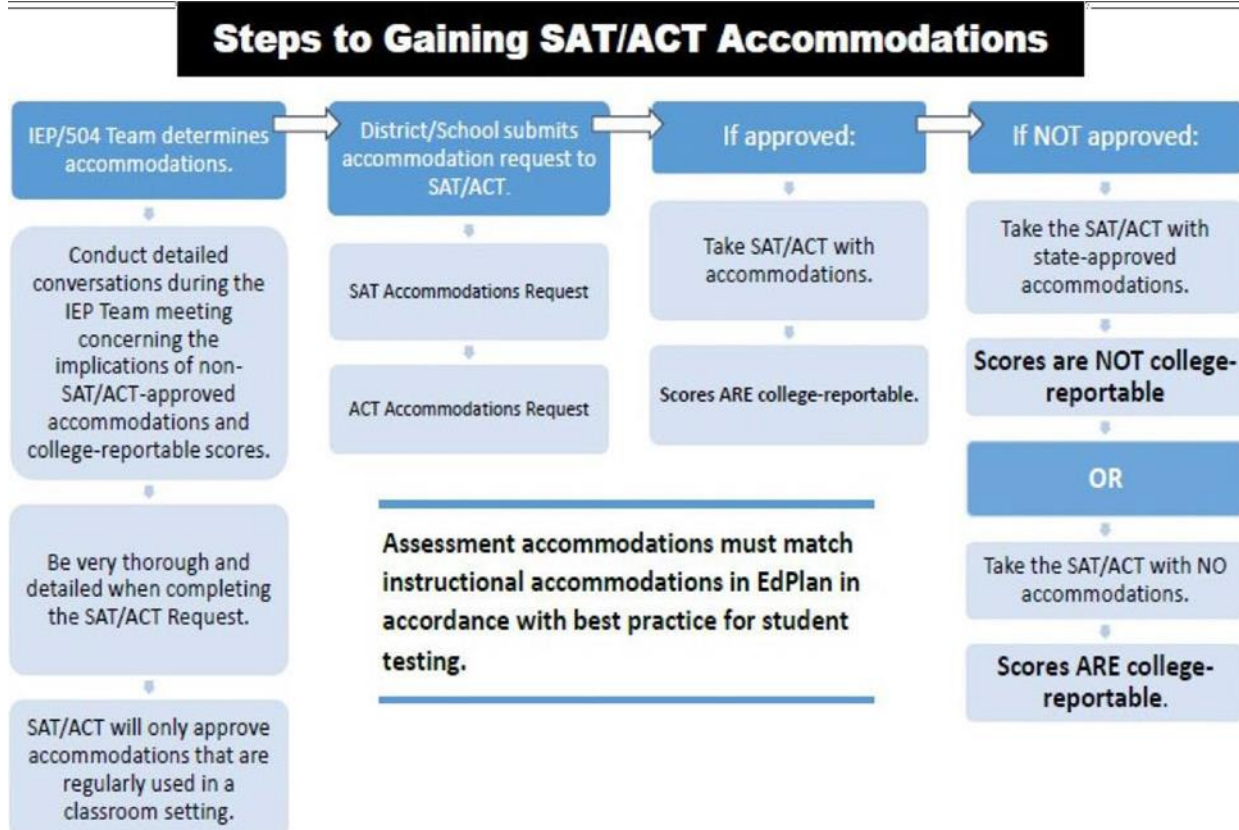 Steps to Gaining SAT/ACT Accommodations
IEP/504 Team determines
accommodations.
Conduct detailed
conversations during the
IEP Team meeting
concerning the
implications of non-
SAT/ACT-approved
accommodations and
college-reportable scores.
Be very thorough and
detailed when completing
the SAT/ACT Request.
SAT/ACT will only approve
accommodations that are
regularly used in a
classroom setting.
District/School submits
accommodation request to
SAT/ACT.
SAT Accommodations Request
ACT Accommodations Request
If approved:
Take SAT/ACT with
accommodations.
Scores ARE college-reportable.
If NOT approved:
Take the SAT/ACT with
state-approved
accommodations.
Scores are NOT college-
reportable
OR
Take the SAT/ACT with NO
accommodations.
Scores ARE college-
reportable.
Assessment accommodations must match
instructional accommodations in EdPlan in
accordance with best practice for student
testing.